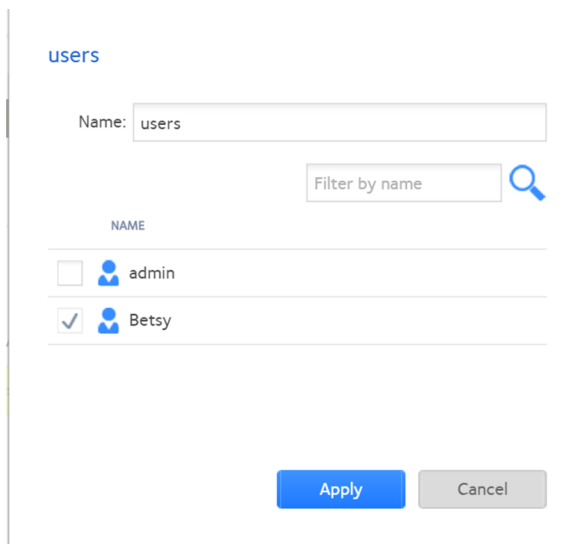 users
Name: users
Filter by name
NAME
admin
Betsy
Apply Cancel